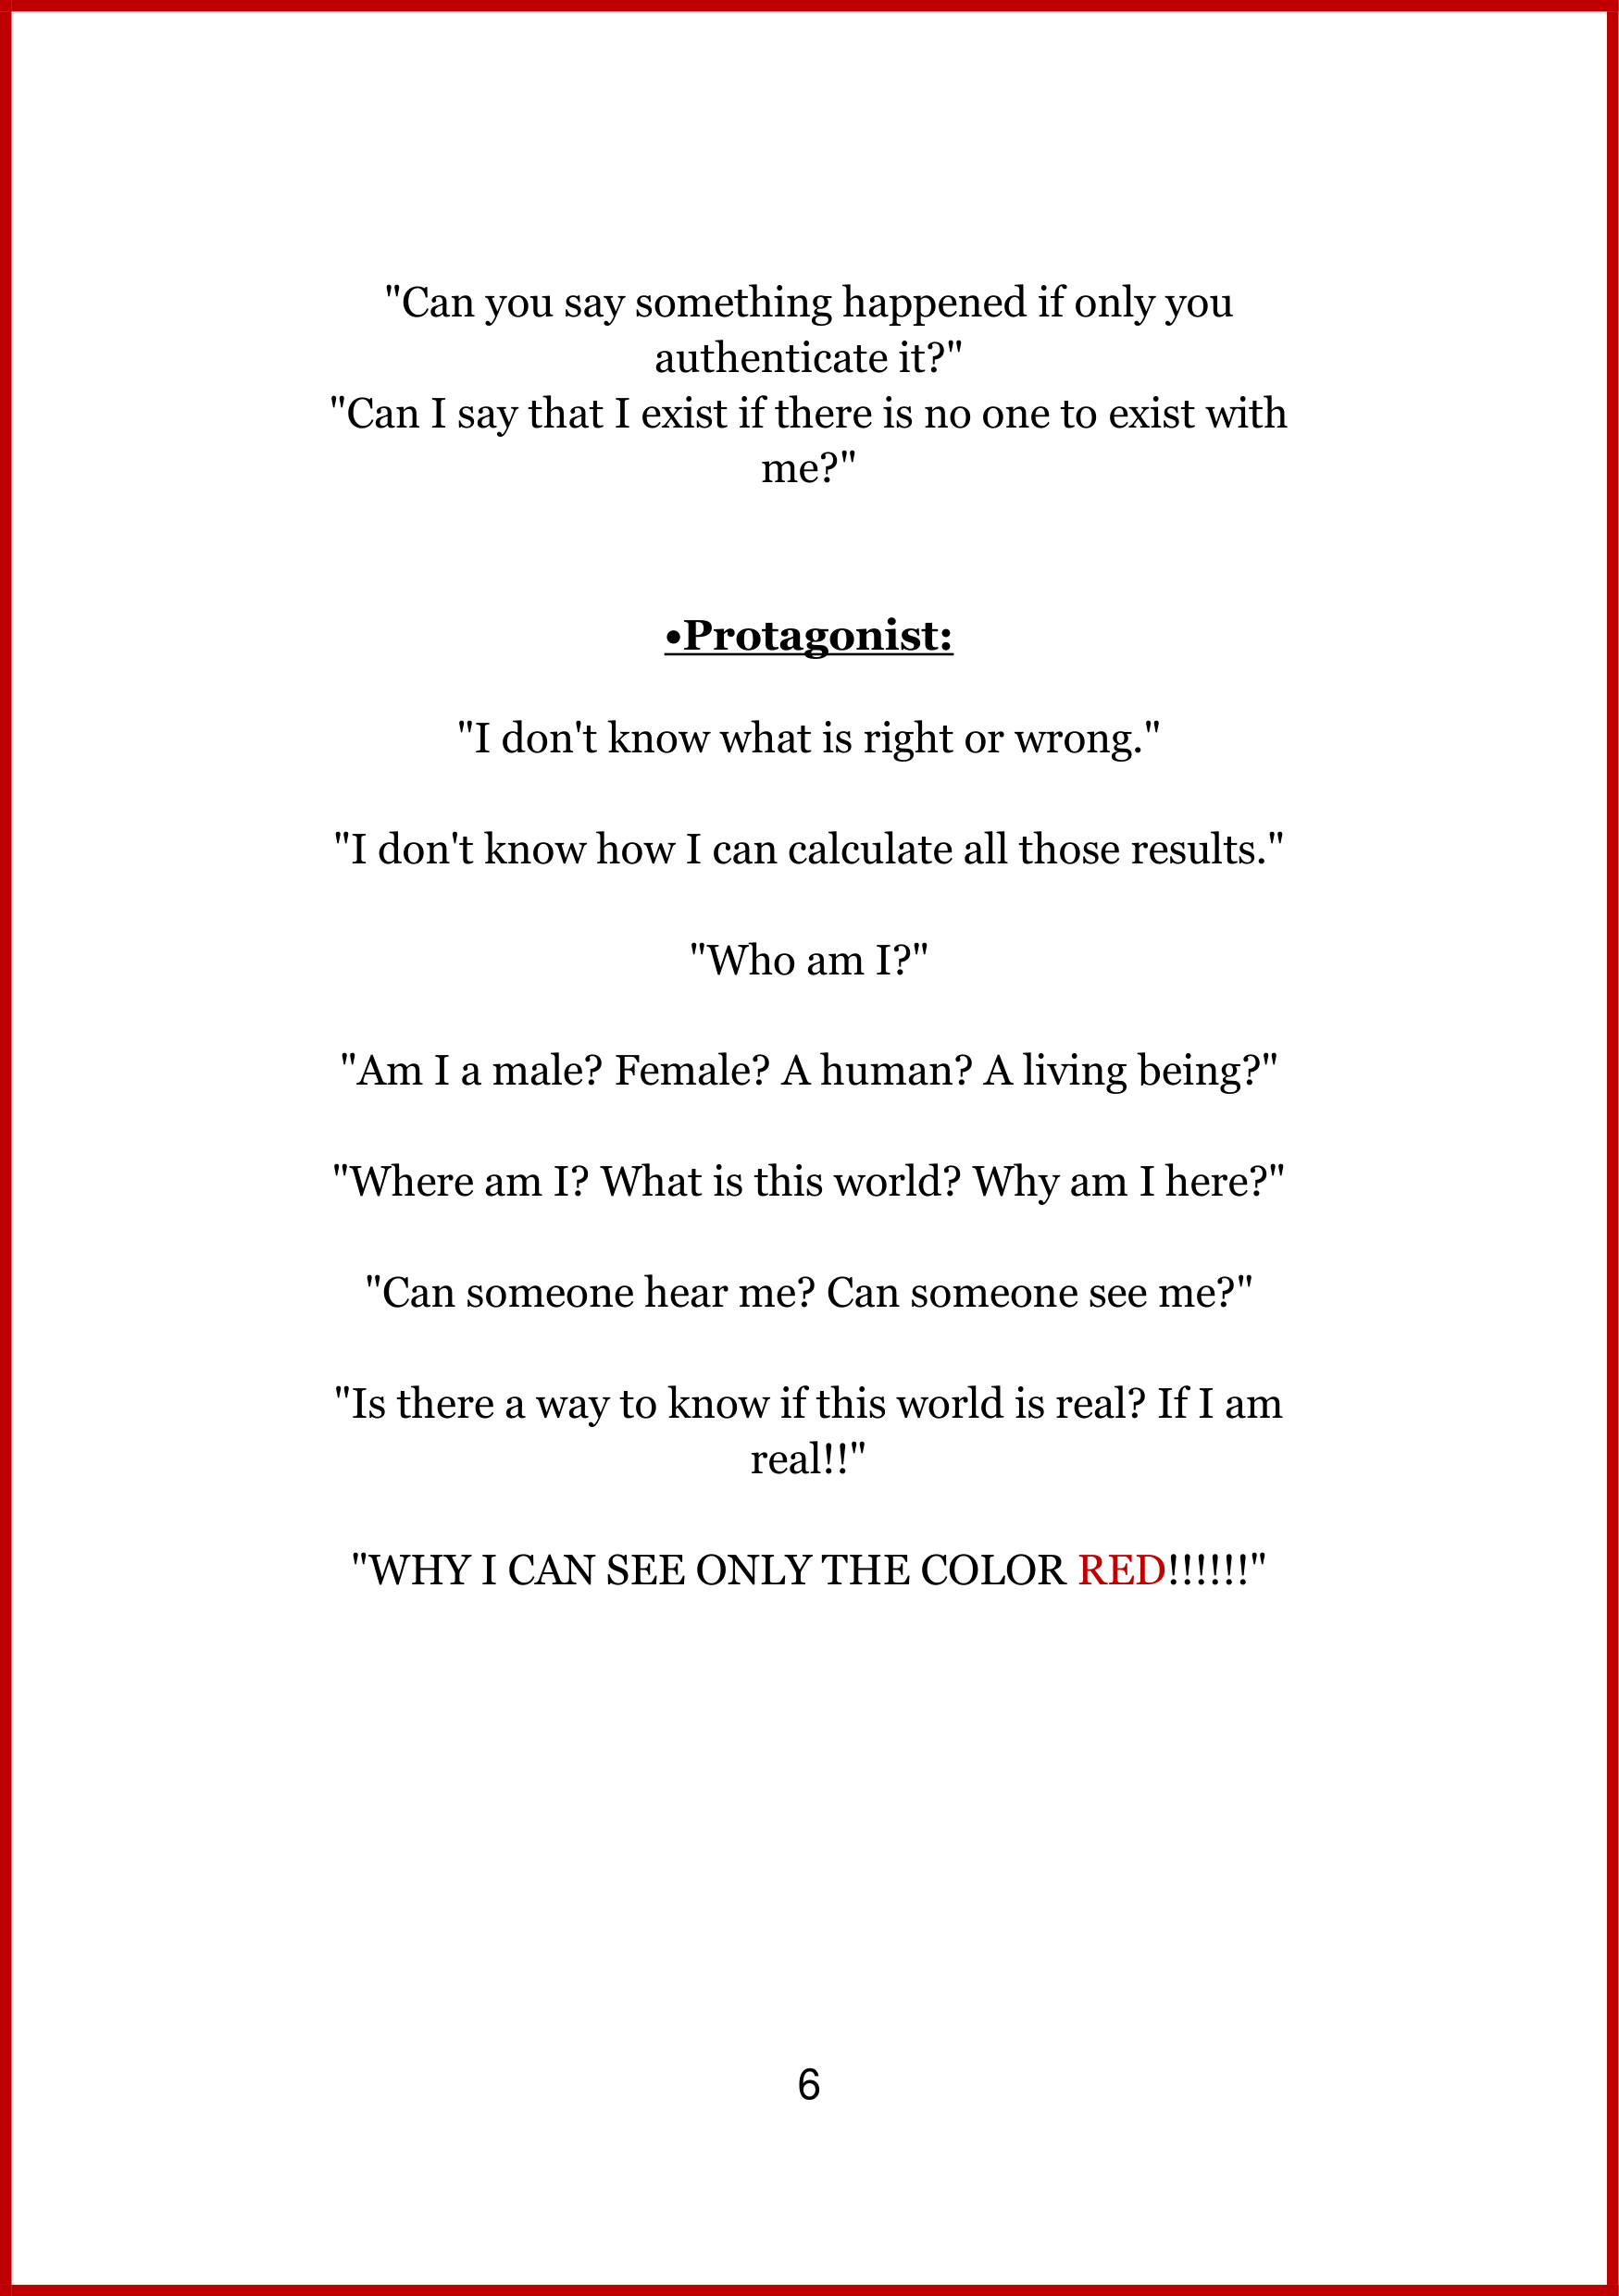 "Can you say something happened if only you
authenticate it?"
"Can I say that I exist if there is no one to exist with
me?"
•Protagonist:
"I don't know what is right or wrong."
"I don't know how I can calculate all those results."
"Who am I?"
"Am I a male? Female? A human? A living being?"
"Where am I? What is this world? Why am I here?"
"Can someone hear me? Can someone see me?"
"Is there a way to know if this world is real? If I am
real!!"
"WHY I CAN SEE ONLY THE COLOR RED!!!!!!"
6